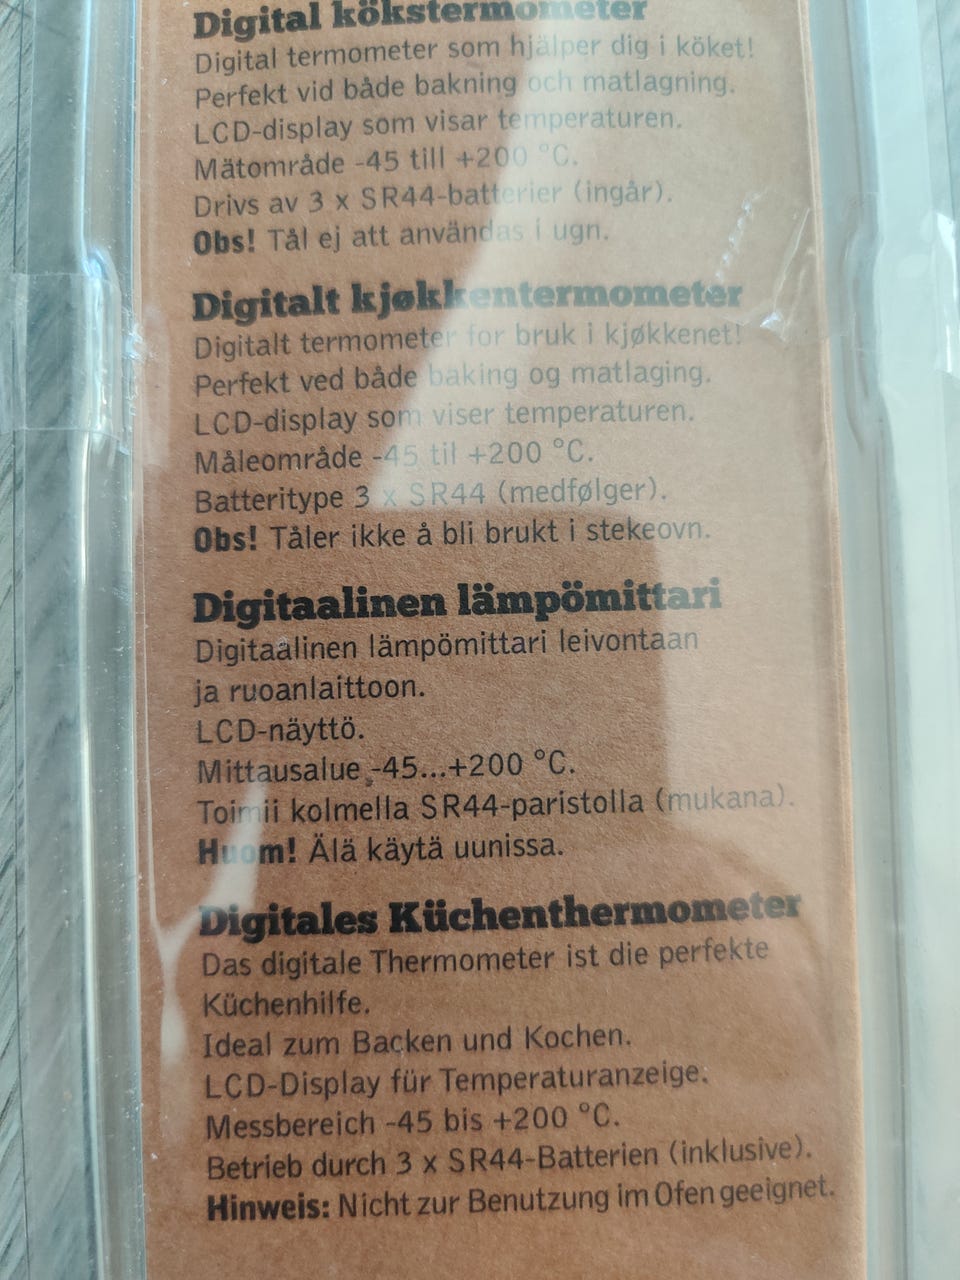 Digital kökstermometer
Digital termometer som hjälper dig i köket!
Perfekt vid både bakning och matlagning.
LCD-display som visar temperaturen.
Mätområde -45 till +200 °C.
Drivs av 3 x SR44-batterier (ingår).
Obs! Tål ej att användas i ugn.
Digitalt kjøkkentermometer
Digitalt termometer for bruk i kjøkkenet!
Perfekt ved både baking og matlaging.
LCD-display som viser temperaturen.
Måleområde -45 til +200 °C.
Batteritype 3 x SR44 (medfølger).
Obs! Tåler ikke å bli brukt i stekeovn.
Digitaalinen lämpömittari
Digitaalinen lämpömittari leivontaan
ja ruoanlaittoon.
LCD-näyttö.
Mittausalue -45...+200 °C.
Toimii kolmella SR44-paristolla (mukana).
Huom! Älä käytä uunissa.
Digitales Küchenthermometer
Das digitale Thermometer ist die perfekte
Küchenhilfe.
Ideal zum Backen und Kochen.
LCD-Display für Temperaturanzeige.
Messbereich -45 bis +200 °C.
Betrieb durch 3 x SR44-Batterien (inklusive).
Hinweis: Nicht zur Benutzung im Ofen geeignet.